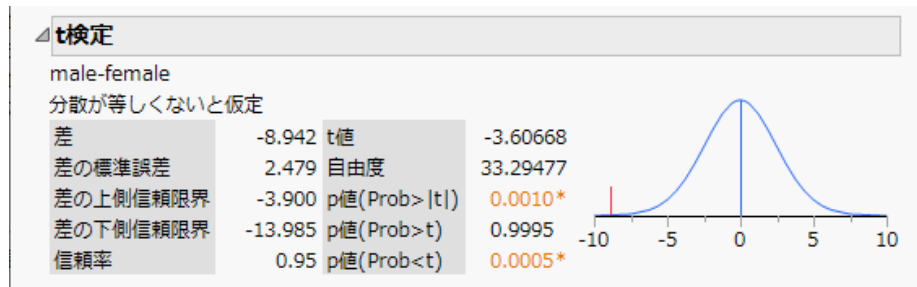 t検定
male-female
分散が等しくないと仮定
差 -8.942 t値 -3.60668
差の標準誤差 2.479 自由度 33.29477
差の上側信頼限界 -3.900 p値(Prob>|t|) 0.0010*
差の下側信頼限界 -13.985 p値(Prob>t) 0.9995
信頼率 0.95 p値(Prob<t) 0.0005*
-10 -5 0 5 10